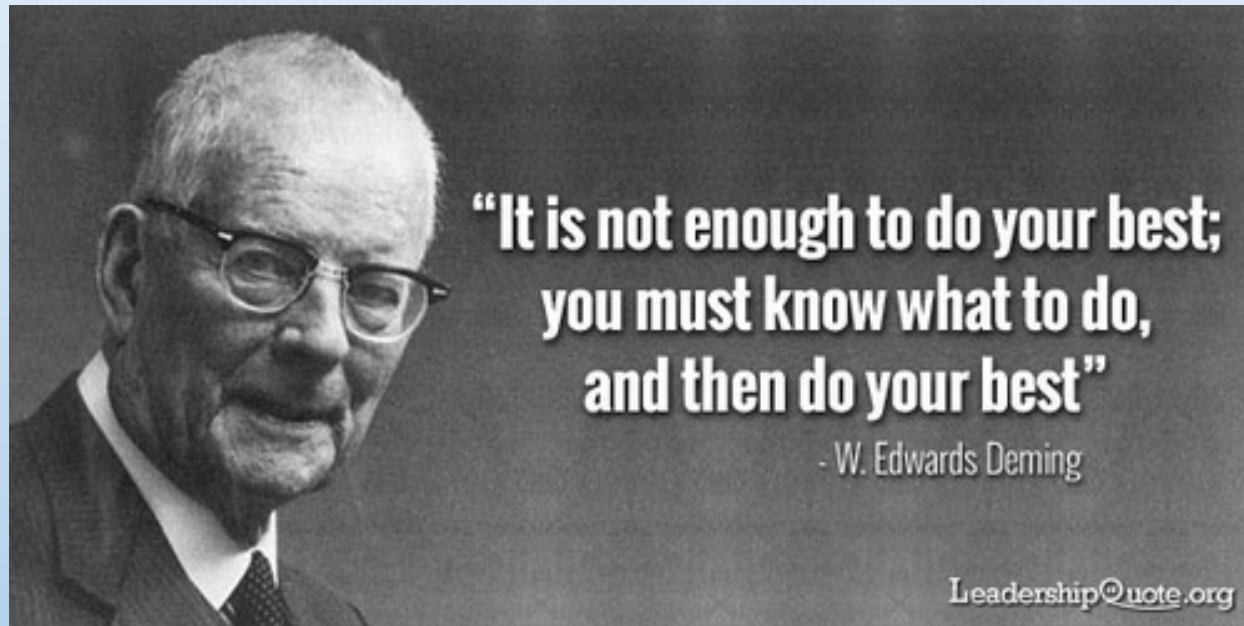 “It is not enough to do your best;
you must know what to do,
and then do your best”
- W. Edwards Deming
LeadershipQuote.org